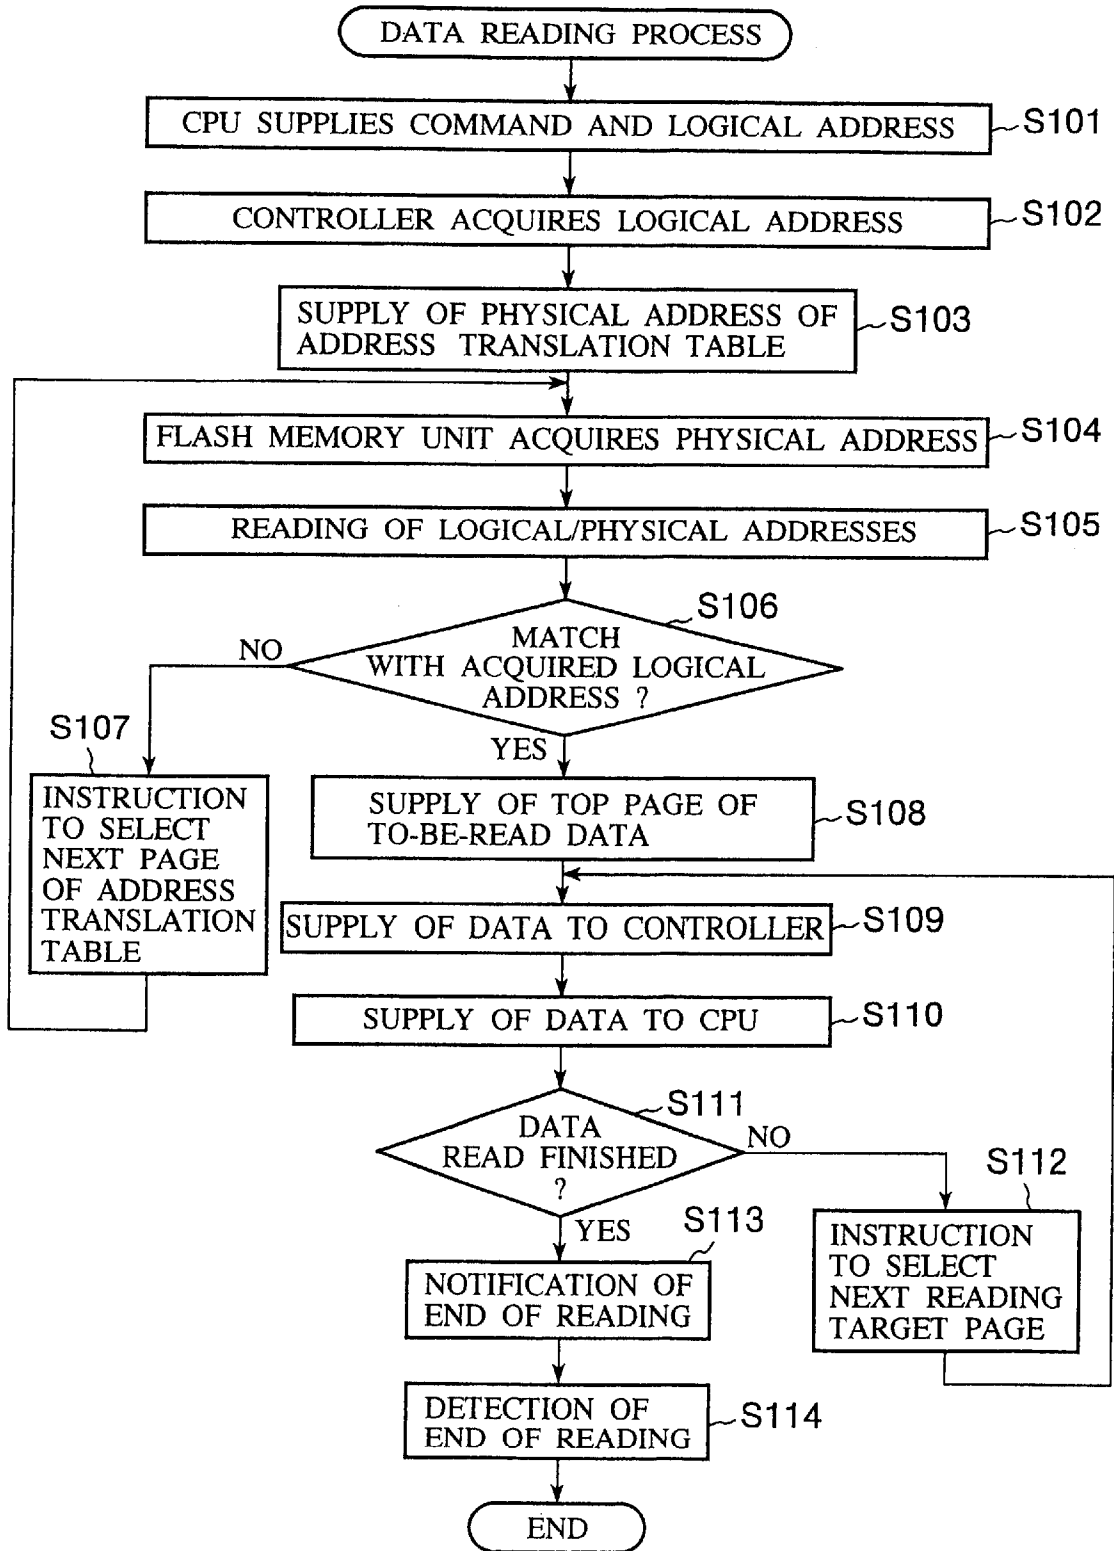 DATA READING PROCESS
CPU SUPPLIES COMMAND AND LOGICAL ADDRESS
S101
CONTROLLER ACQUIRES LOGICAL ADDRESS
S102
SUPPLY OF PHYSICAL ADDRESS OF
ADDRESS TRANSLATION TABLE
S103
FLASH MEMORY UNIT ACQUIRES PHYSICAL ADDRESS
S104
READING OF LOGICAL/PHYSICAL ADDRESSES
S105
S106
MATCH
WITH ACQUIRED LOGICAL
ADDRESS ?
NO
YES
S107
INSTRUCTION
TO SELECT
NEXT PAGE
OF ADDRESS
TRANSLATION
TABLE
SUPPLY OF TOP PAGE OF
TO-BE-READ DATA
S108
SUPPLY OF DATA TO CONTROLLER
S109
SUPPLY OF DATA TO CPU
S110
S111
DATA
READ FINISHED
?
NO
YES
S112
INSTRUCTION
TO SELECT
NEXT READING
TARGET PAGE
S113
NOTIFICATION OF
END OF READING
DETECTION OF
END OF READING
S114
END